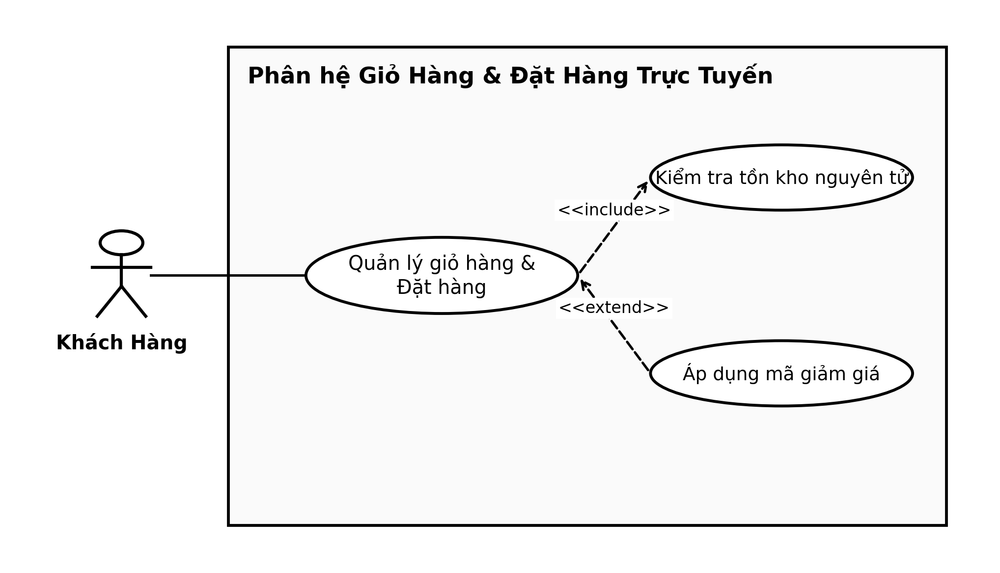 Phân hệ Giỏ Hàng & Đặt Hàng Trực Tuyến
Kiểm tra tồn kho nguyên tử
<<include>>
Quản lý giỏ hàng &
Đặt hàng
<<extend>>
Khách Hàng
Áp dụng mã giảm giá